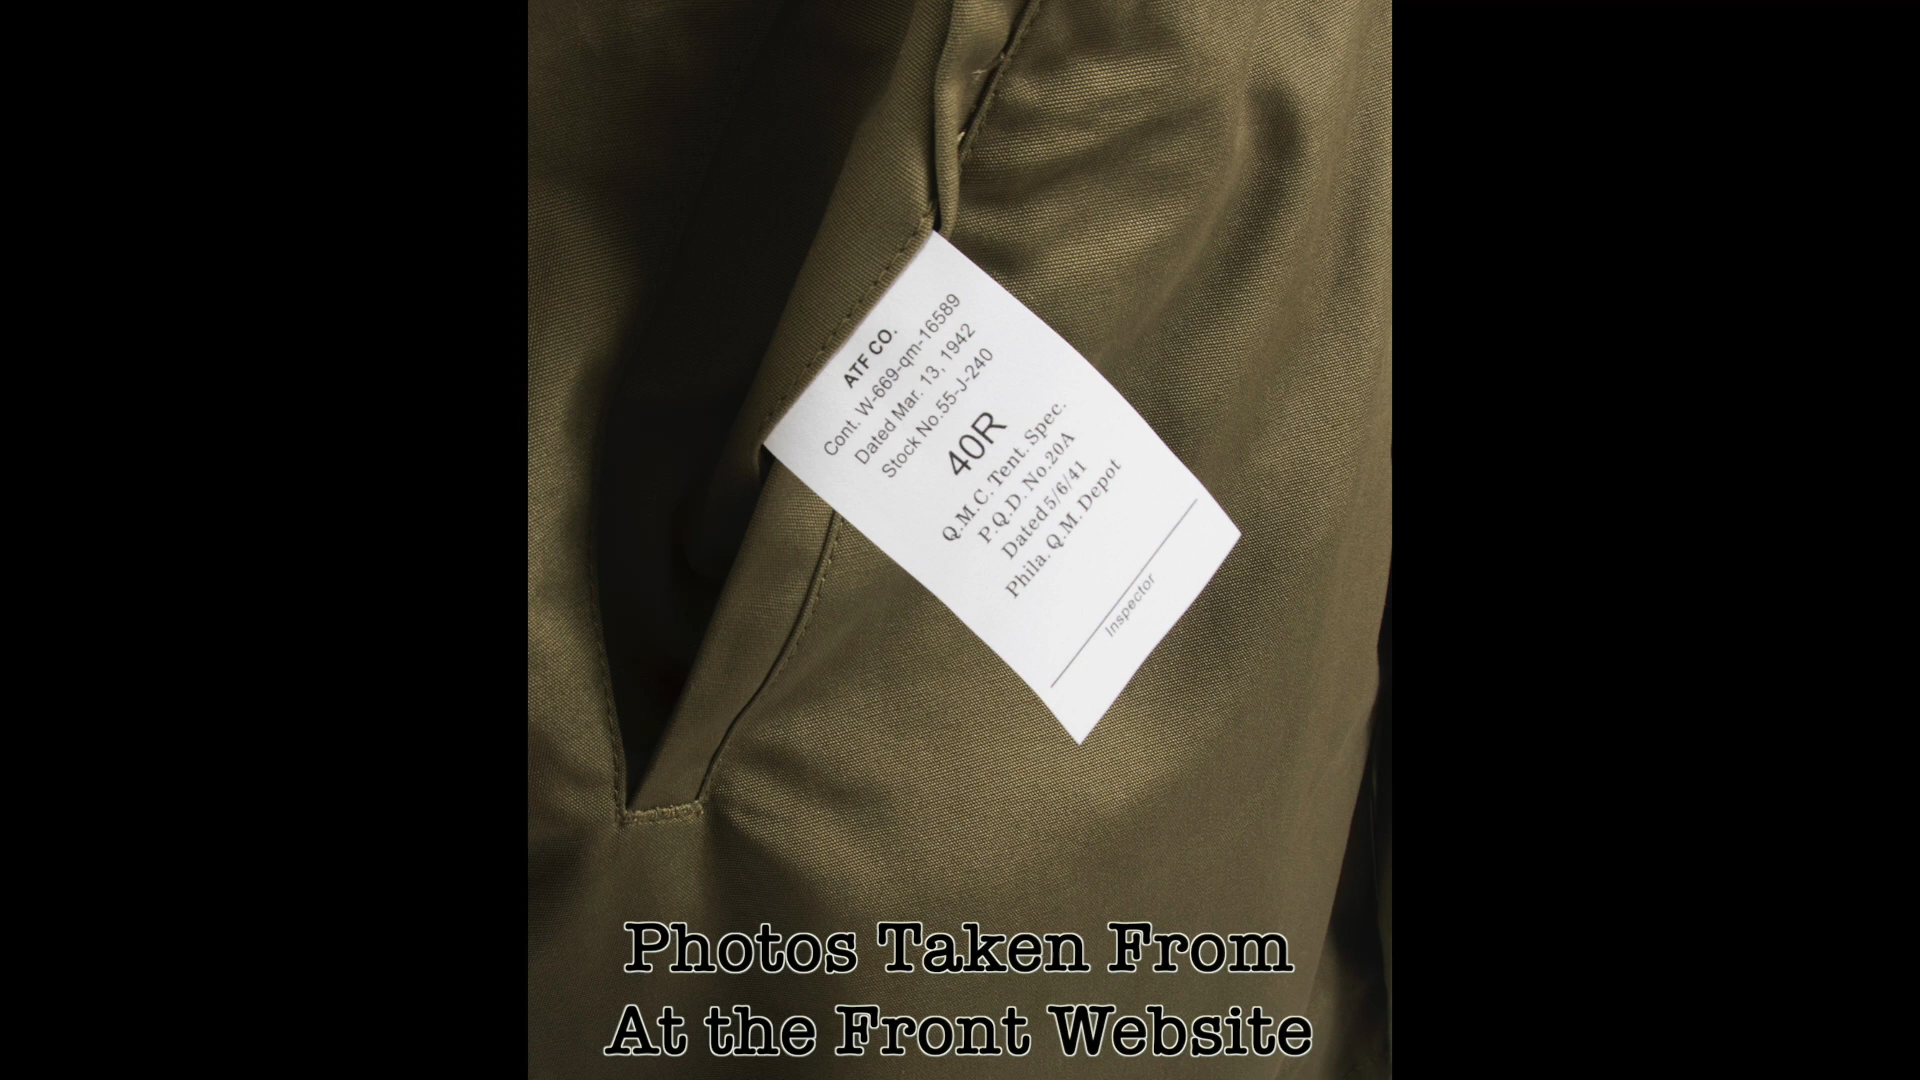 ATF CO.
Cont. W-669-qm-16589
Dated Mar. 13, 1942
Stock No.55-J-240
40R
Q.M.C. Tent. Spec.
P.Q.D. No.20A
Dated 5/6/41
Phila. Q.M. Depot
Inspector
Photos Taken From
At the Front Website